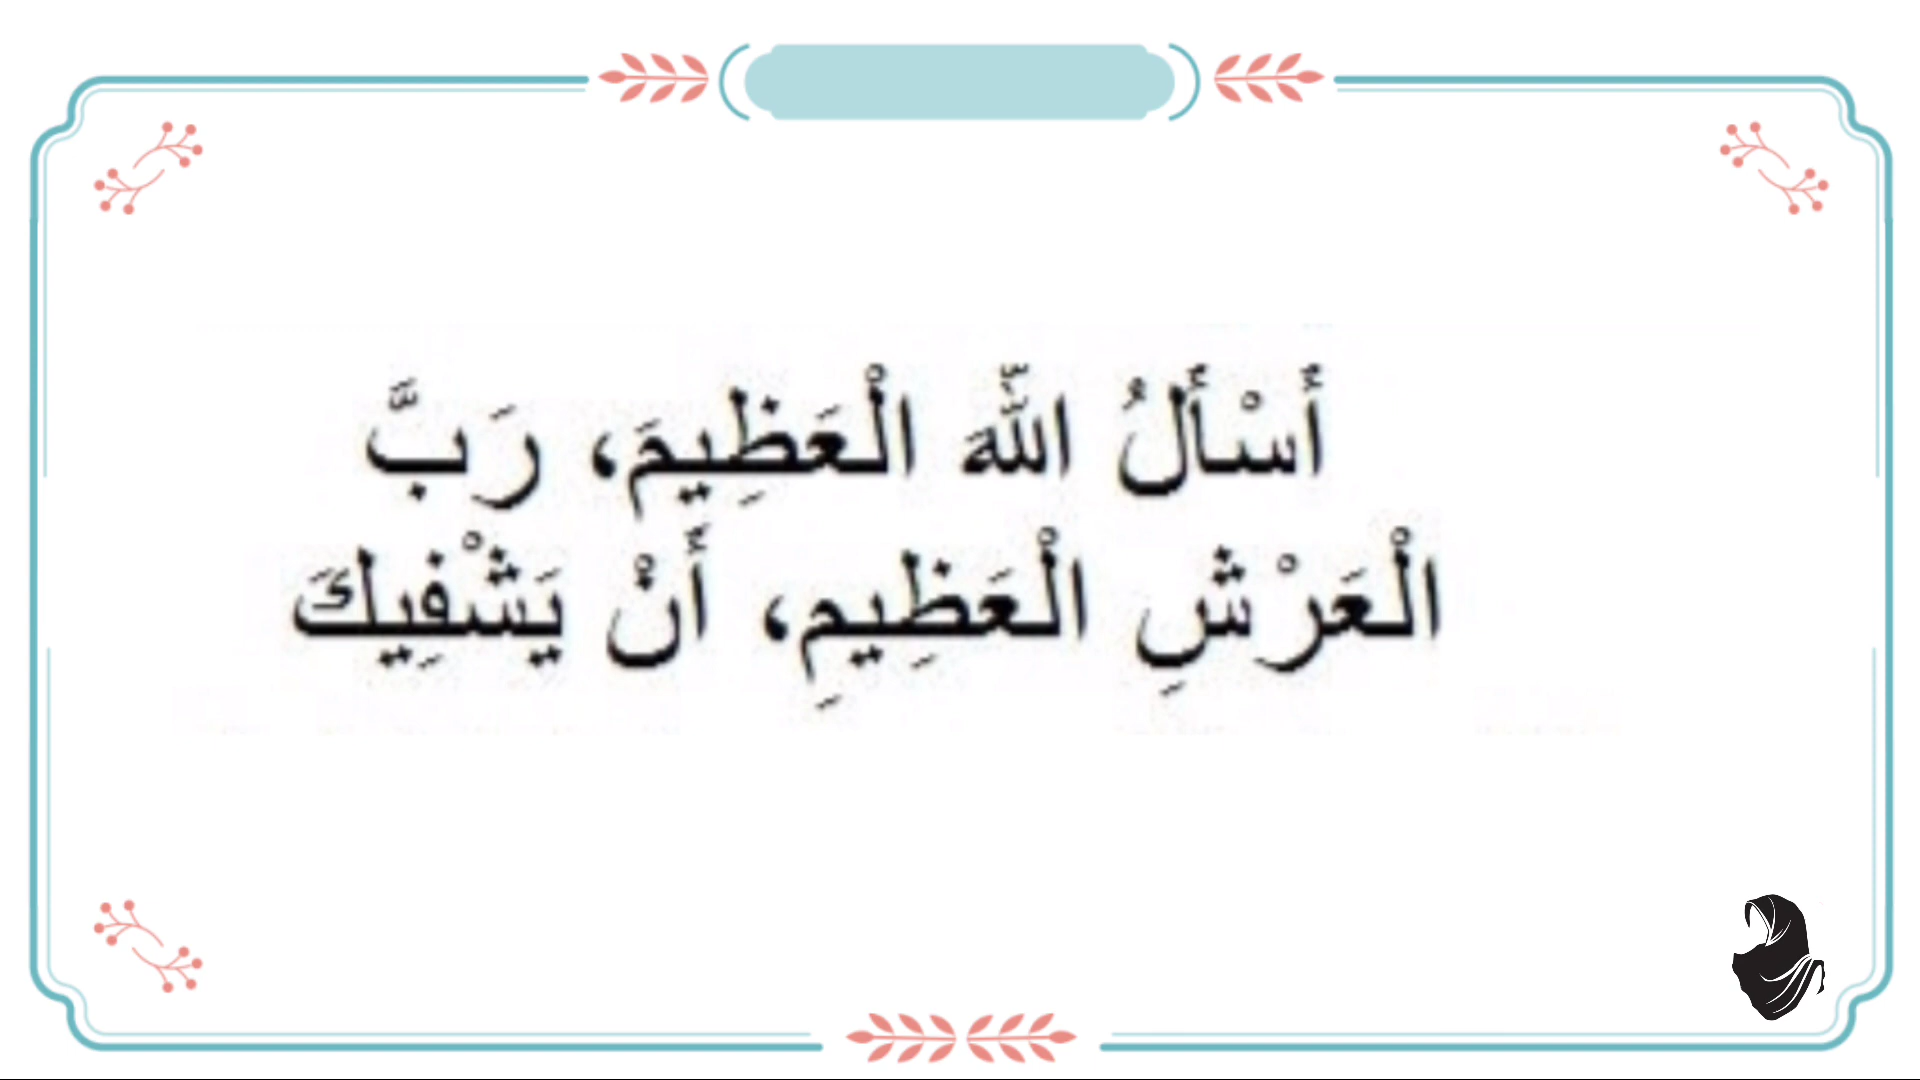 أَسْأَلُ اللَّهَ الْعَظِيمَ، رَبَّ
الْعَرْشِ الْعَظِيمِ، أَنْ يَشْفِيكَ